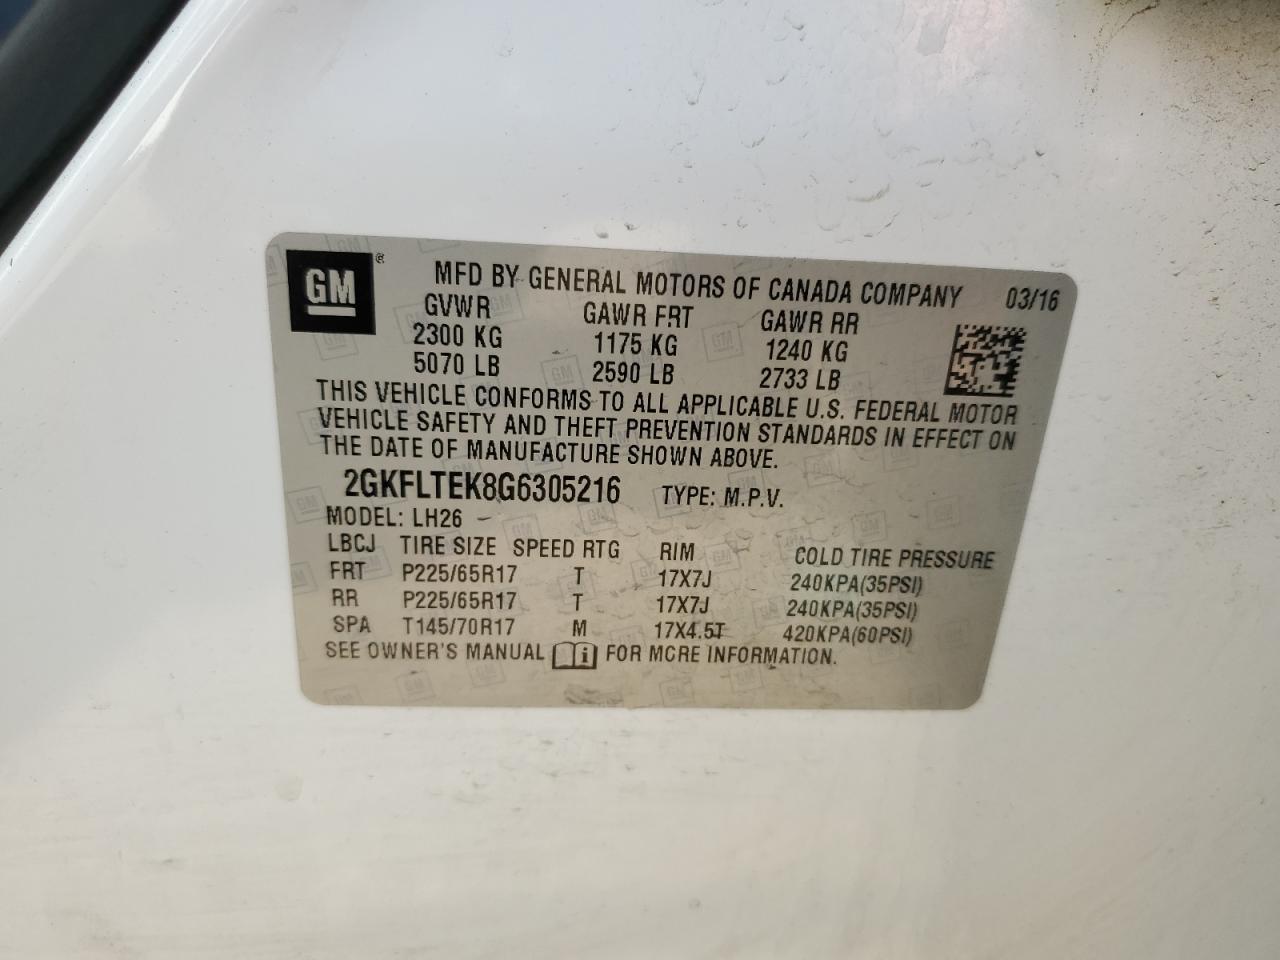 GM ®
MFD BY GENERAL MOTORS OF CANADA COMPANY 03/16
GVWR GAWR FRT GAWR RR
2300 KG 1175 KG 1240 KG
5070 LB 2590 LB 2733 LB
THIS VEHICLE CONFORMS TO ALL APPLICABLE U.S. FEDERAL MOTOR
VEHICLE SAFETY AND THEFT PREVENTION STANDARDS IN EFFECT ON
THE DATE OF MANUFACTURE SHOWN ABOVE.
2GKFLTEK8G6305216 TYPE: M.P.V.
MODEL: LH26
LBCJ TIRE SIZE SPEED RTG RIM COLD TIRE PRESSURE
FRT P225/65R17 T 17X7J 240KPA(35PSI)
RR P225/65R17 T 17X7J 240KPA(35PSI)
SPA T145/70R17 M 17X4.5T 420KPA(60PSI)
SEE OWNER'S MANUAL i FOR MORE INFORMATION.